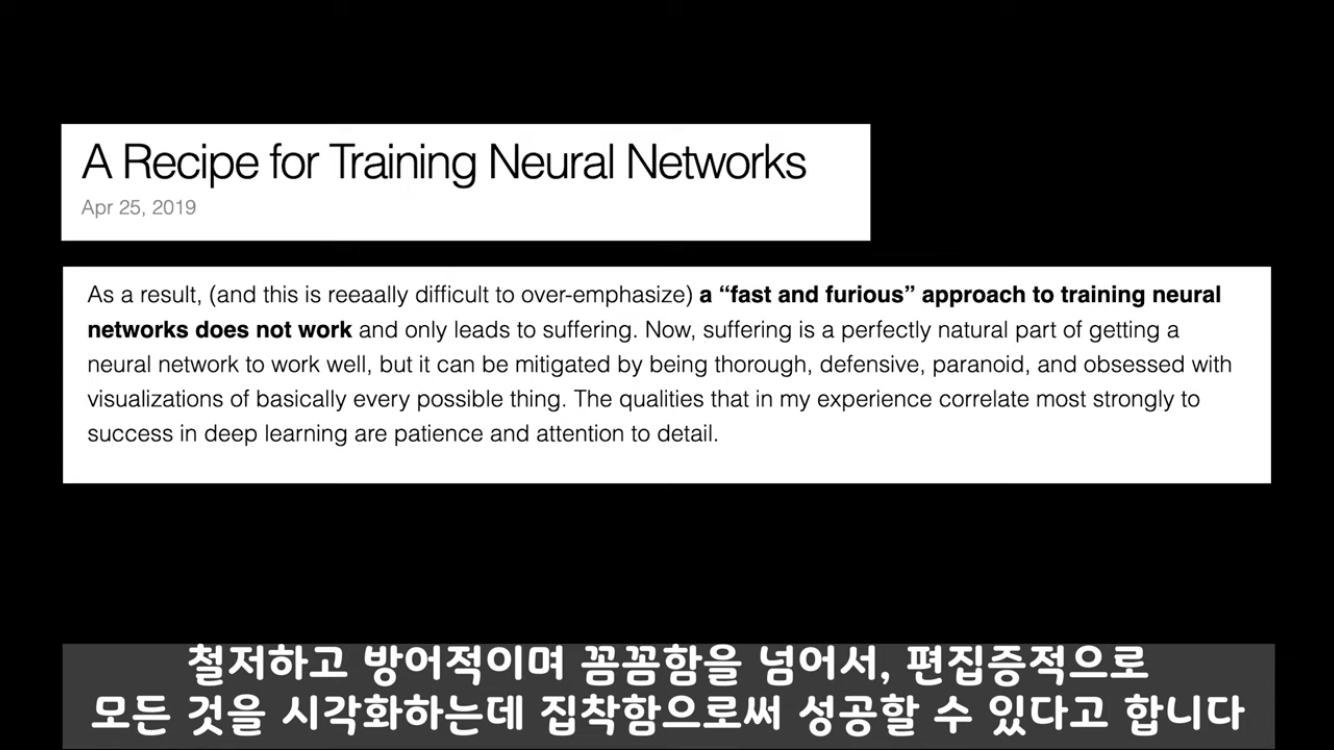 A Recipe for Training Neural Networks
Apr 25, 2019
As a result, (and this is reeaally difficult to over-emphasize) a “fast and furious” approach to training neural
networks does not work and only leads to suffering. Now, suffering is a perfectly natural part of getting a
neural network to work well, but it can be mitigated by being thorough, defensive, paranoid, and obsessed with
visualizations of basically every possible thing. The qualities that in my experience correlate most strongly to
success in deep learning are patience and attention to detail.
철저하고 방어적이며 꼼꼼함을 넘어서, 편집증적으로
모든 것을 시각화하는데 집착함으로써 성공할 수 있다고 합니다